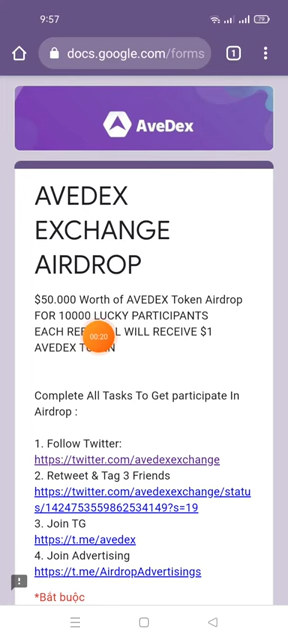 9:57
79
docs.google.com/forms
1
AveDex
AVEDEX
EXCHANGE
AIRDROP
$50.000 Worth of AVEDEX Token Airdrop
FOR 10000 LUCKY PARTICIPANTS
EACH WILL RECEIVE $1
00:20
AVEDEX
Complete All Tasks To Get participate In
Airdrop :
1. Follow Twitter:
https://twitter.com/avedexexchange
2. Retweet & Tag 3 Friends
https://twitter.com/avedexexchange/statu
s/1424753559862534149?s=19
3. Join TG
https://t.me/avedex
4. Join Advertising
https://t.me/AirdropAdvertisings
*Bắt buộc